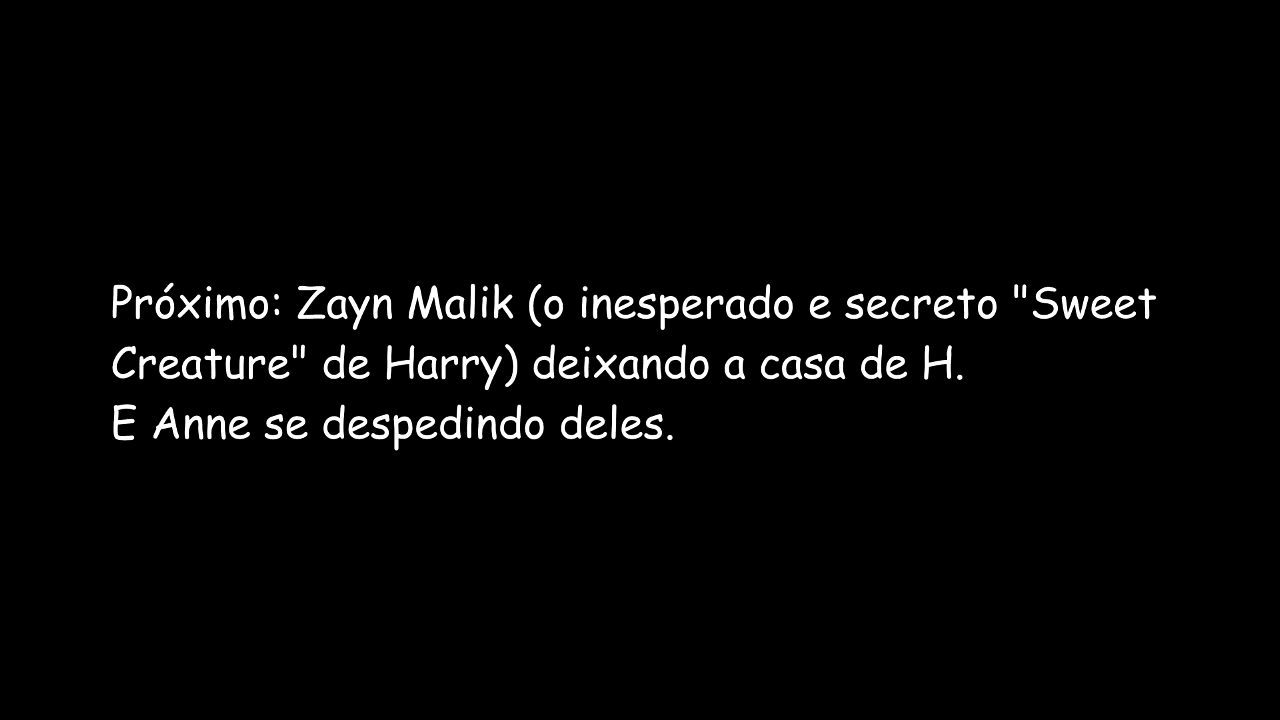 Próximo: Zayn Malik (o inesperado e secreto "Sweet
Creature" de Harry) deixando a casa de H.
E Anne se despedindo deles.